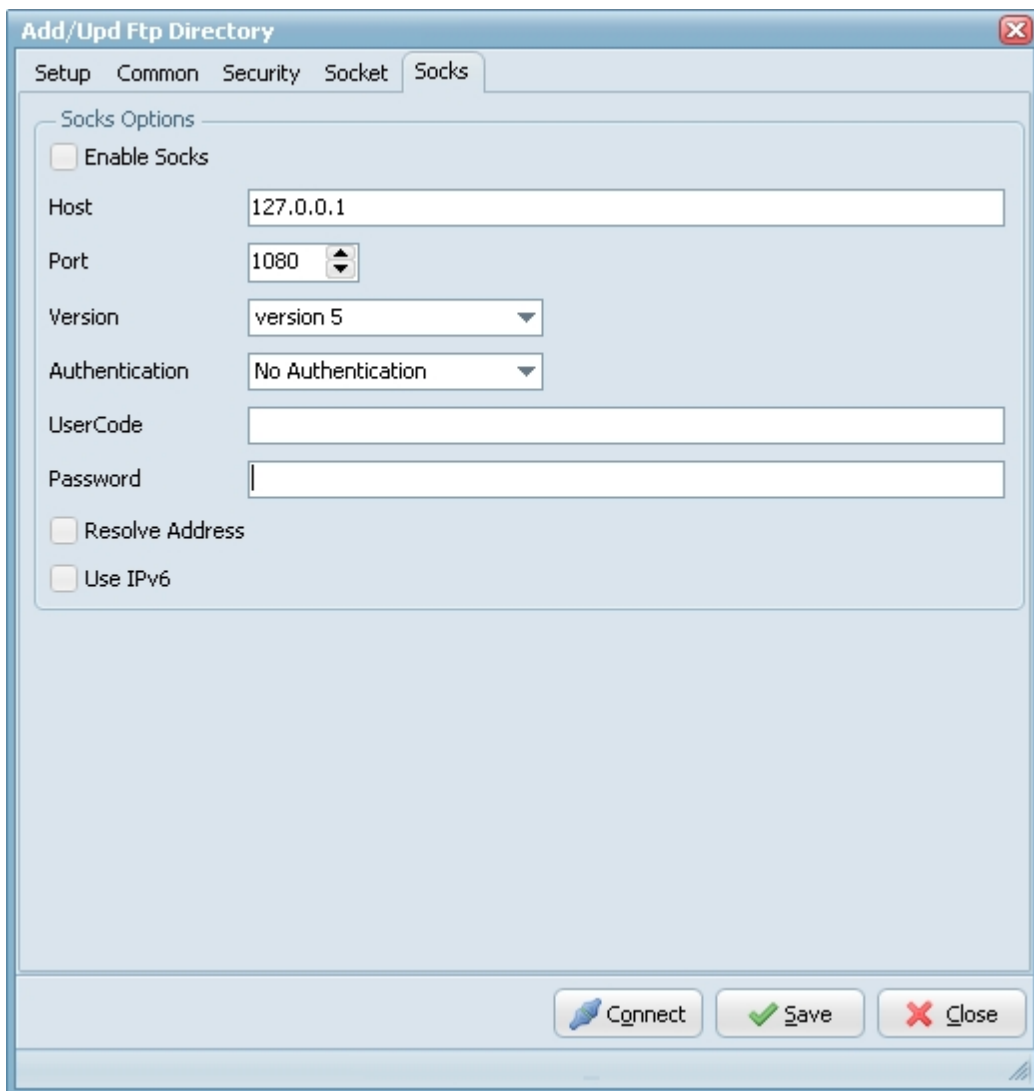 Add/Upd Ftp Directory
Setup Common Security Socket Socks
Socks Options
Enable Socks
Host 127.0.0.1
Port 1080
Version version 5
Authentication No Authentication
UserCode
Password
Resolve Address
Use IPv6
Connect Save Close